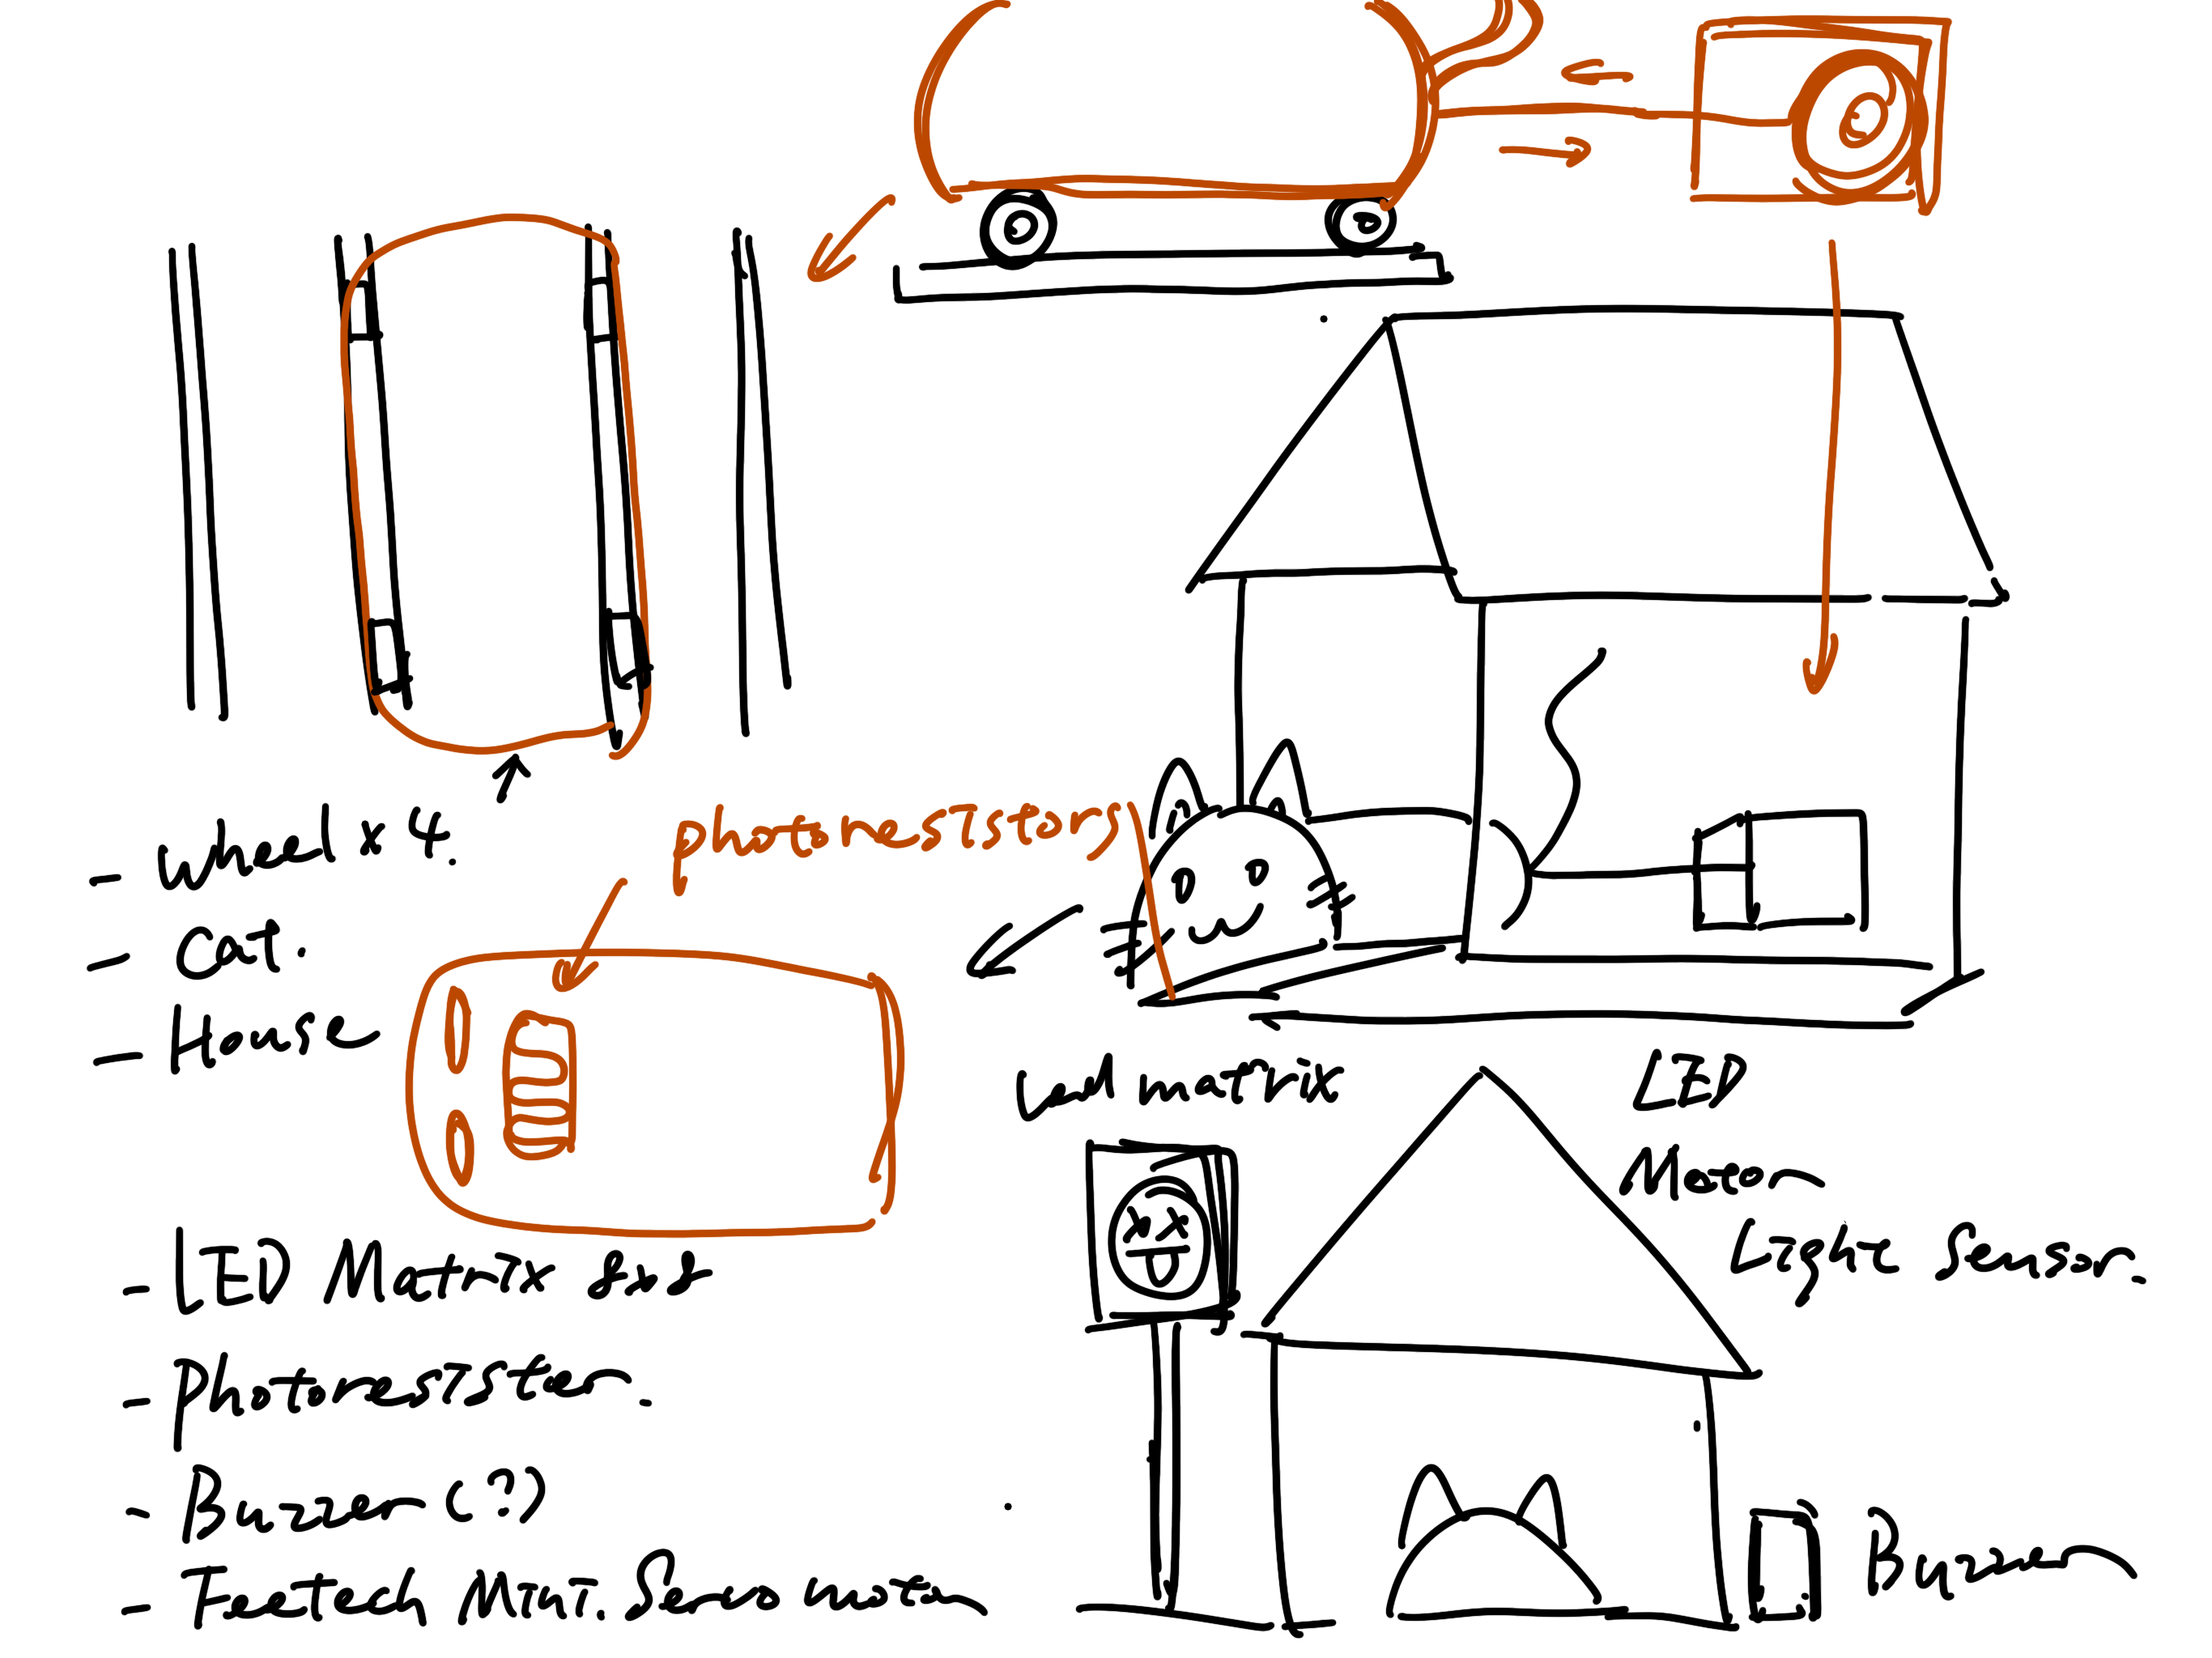 - wheel x 4.
- Cat.
- House
photoresistors
Led matrix
LED
Motor
Light Sensor.
- LED Matrix 8x8
- Photoresistor.
- Buzzer (?)
- Feetech Mini. Servo motor
Buzzer